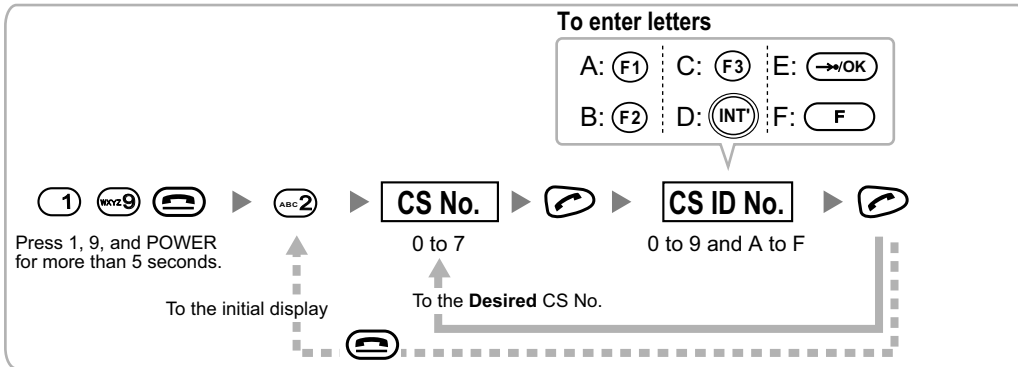 To enter letters
A: F1 C: F3 E: /OK
B: F2 D: INT' F: F
1 WXYZ9 ABC2 CS No. CS ID No.
Press 1, 9, and POWER
for more than 5 seconds.
0 to 7
0 to 9 and A to F
To the initial display
To the Desired CS No.